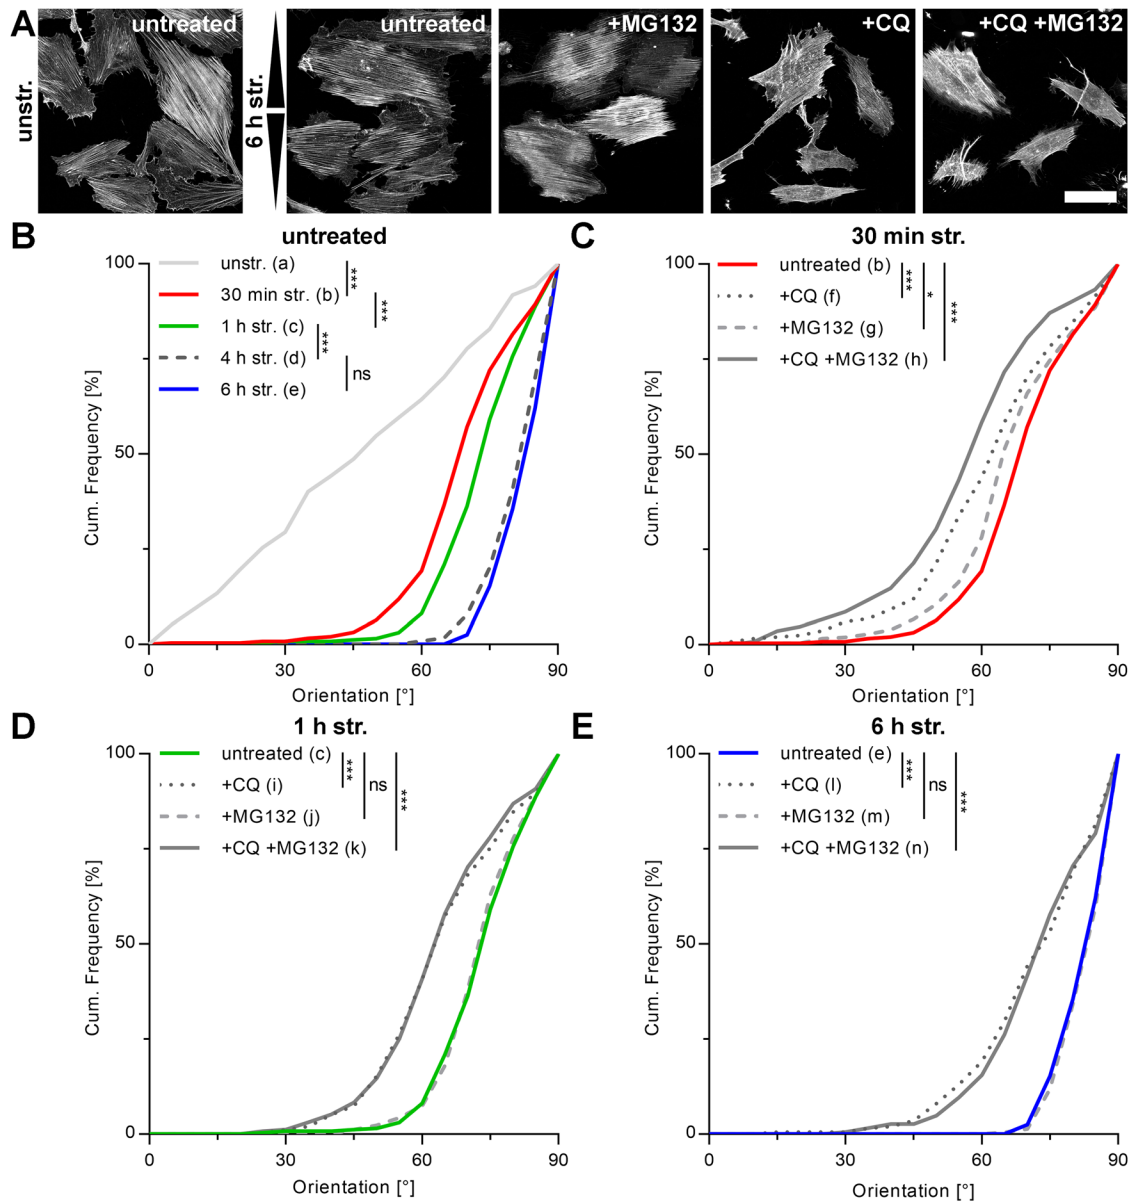 A
untreated
untreated
+MG132
+CQ
+CQ +MG132
unstr.
6 h str.
B
untreated
unstr. (a)
30 min str. (b)
1 h str. (c)
4 h str. (d)
6 h str. (e)
***
***
***
ns
100
50
0
Cum. Frequency [%]
0
30
60
90
Orientation [°]
C
30 min str.
untreated (b)
+CQ (f)
+MG132 (g)
+CQ +MG132 (h)
***
*
***
100
50
0
Cum. Frequency [%]
0
30
60
90
Orientation [°]
D
1 h str.
untreated (c)
+CQ (i)
+MG132 (j)
+CQ +MG132 (k)
***
ns
***
100
50
0
Cum. Frequency [%]
0
30
60
90
Orientation [°]
E
6 h str.
untreated (e)
+CQ (l)
+MG132 (m)
+CQ +MG132 (n)
***
ns
***
100
50
0
Cum. Frequency [%]
0
30
60
90
Orientation [°]